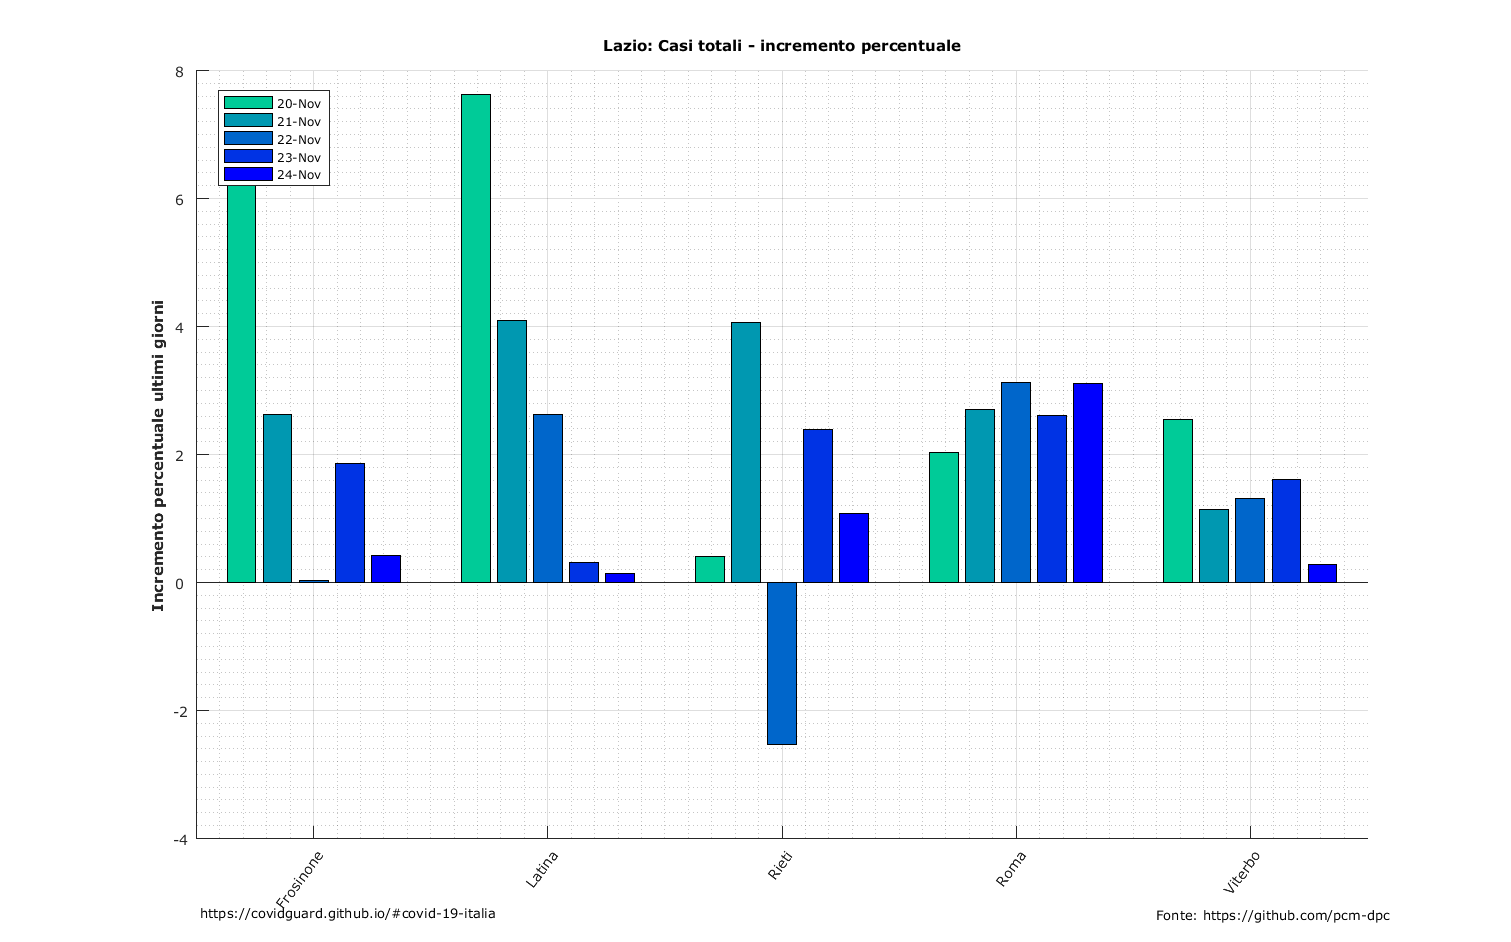 Lazio: Casi totali - incremento percentuale
Incremento percentuale ultimi giorni
8
6
4
2
0
-2
-4
20-Nov
21-Nov
22-Nov
23-Nov
24-Nov
Frosinone
Latina
Rieti
Roma
Viterbo
https://covidguard.github.io/#covid-19-italia
Fonte: https://github.com/pcm-dpc